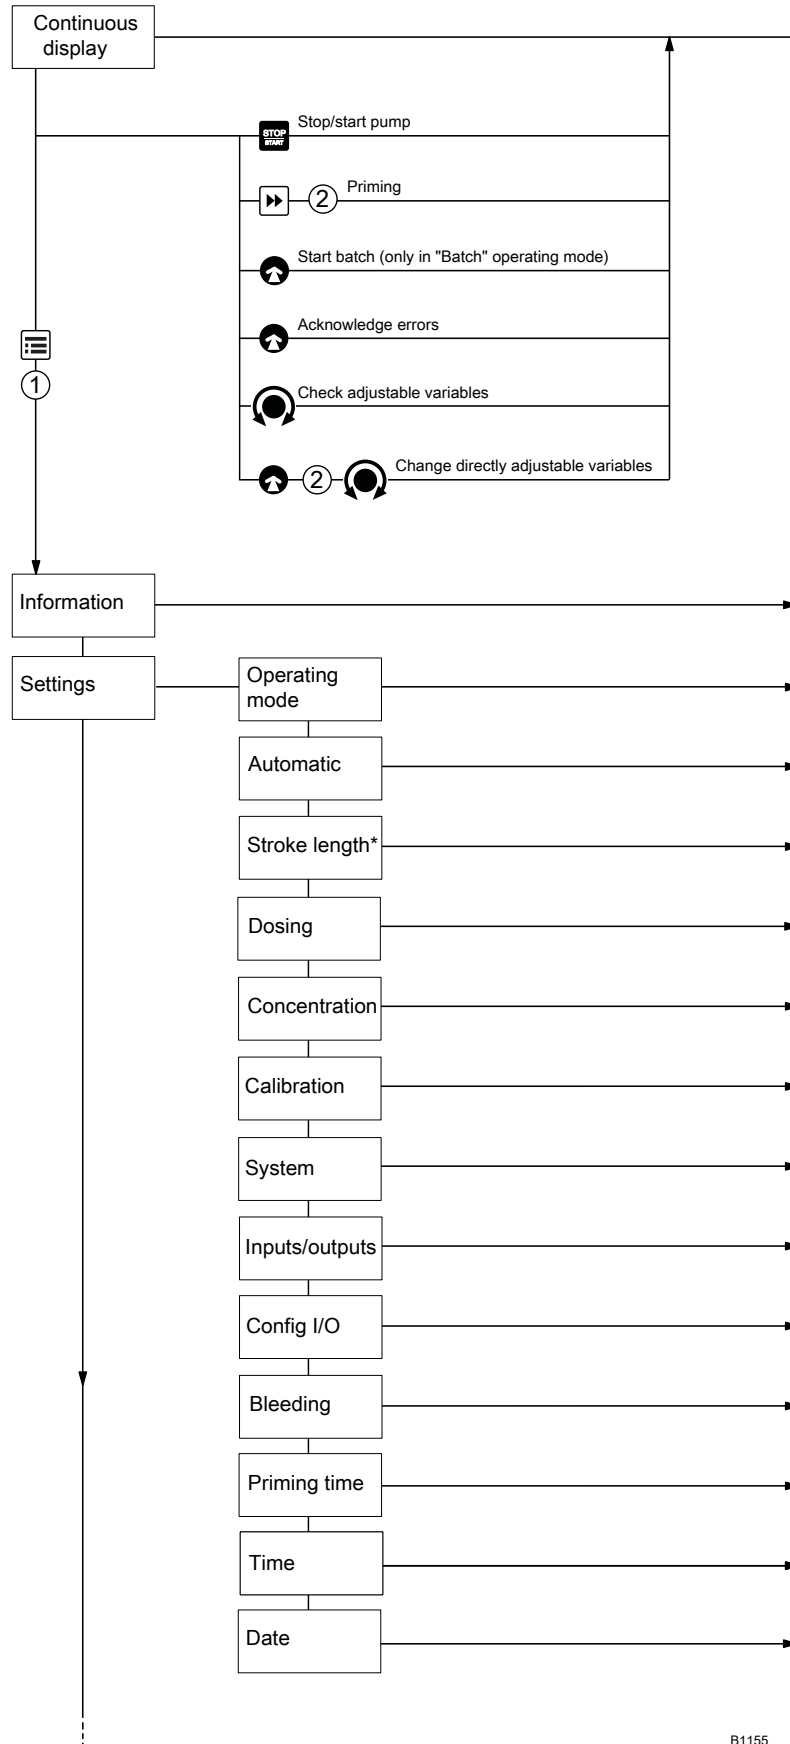 Continuous
display
STOP
START
Stop/start pump
2
Priming
Start batch (only in "Batch" operating mode)
Acknowledge errors
1
Check adjustable variables
2
Change directly adjustable variables
Information
Settings
Operating
mode
Automatic
Stroke length*
Dosing
Concentration
Calibration
System
Inputs/outputs
Config I/O
Bleeding
Priming time
Time
Date
B1155